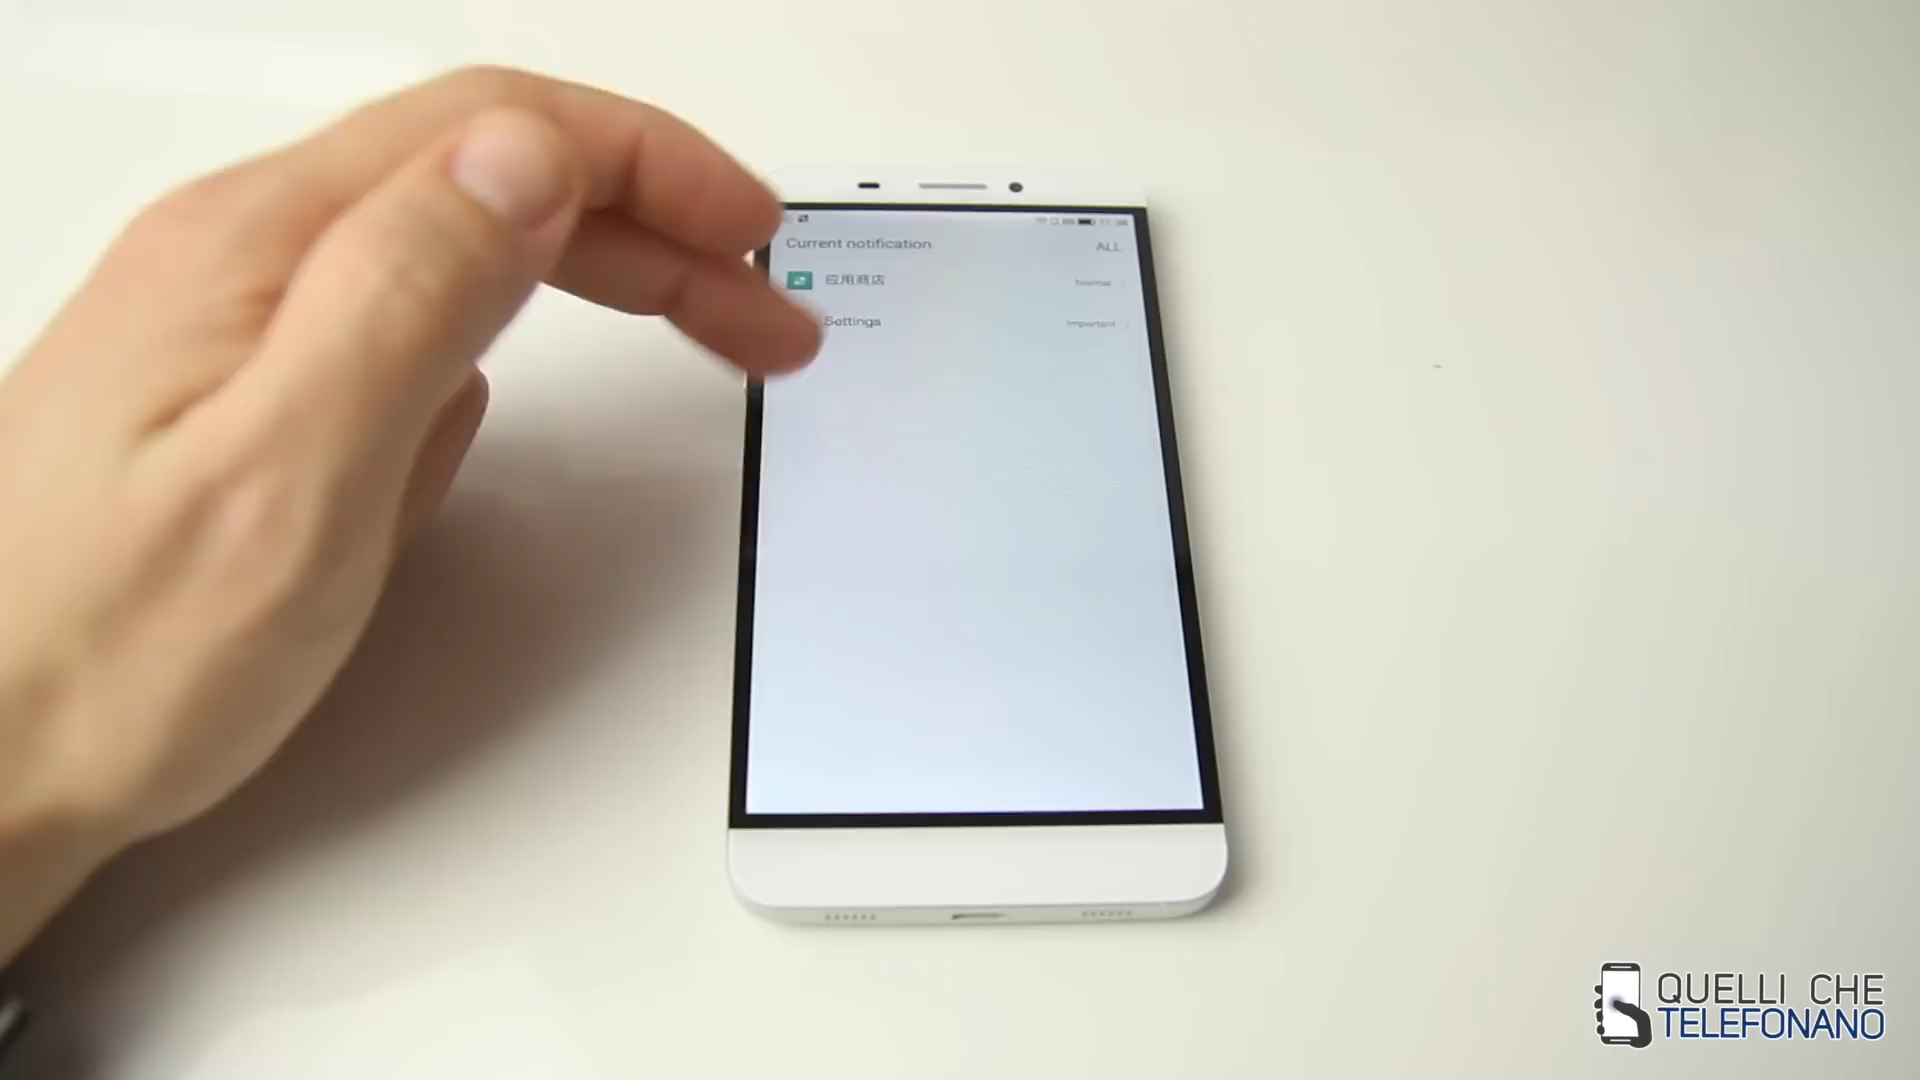 Current notification
ALL
应用商店
Normal
Settings
Important
QUELLI CHE
TELEFONANO